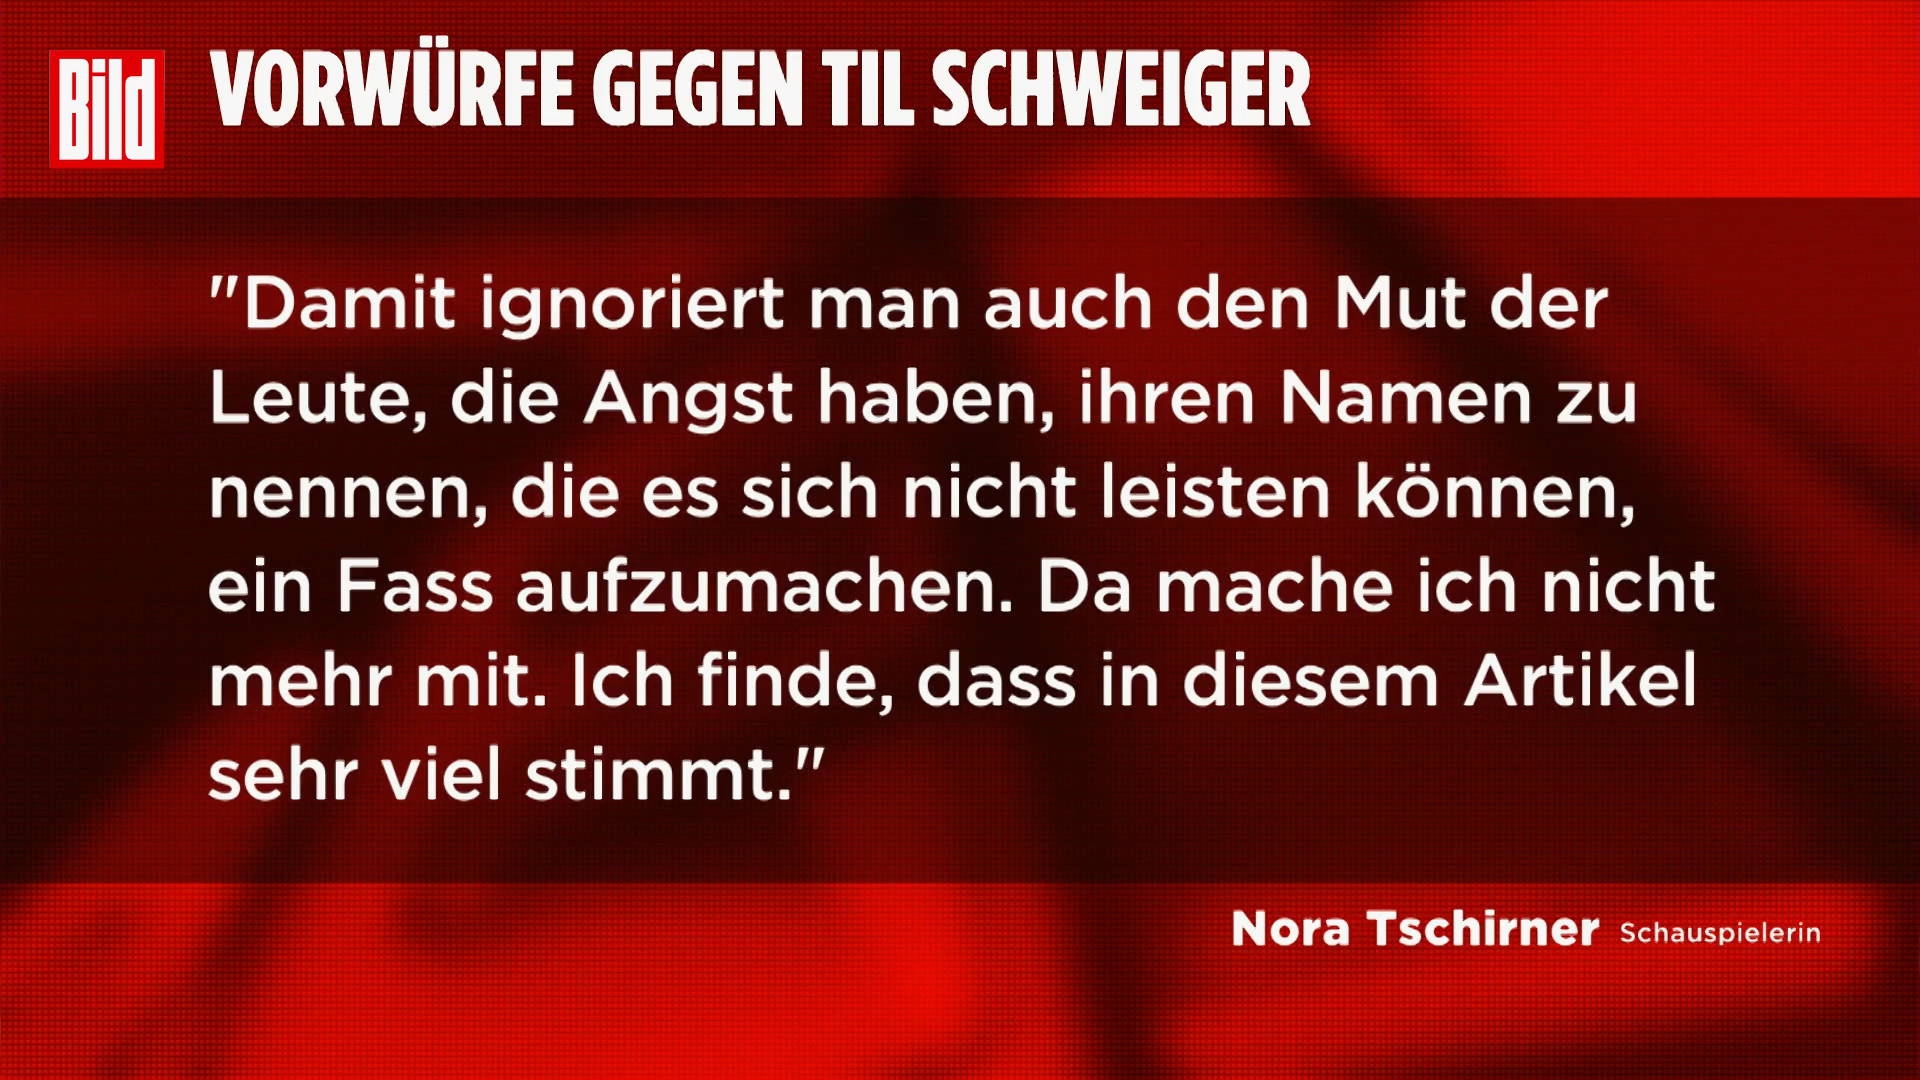 Bild VORWÜRFE GEGEN TIL SCHWEIGER
"Damit ignoriert man auch den Mut der
Leute, die Angst haben, ihren Namen zu
nennen, die es sich nicht leisten können,
ein Fass aufzumachen. Da mache ich nicht
mehr mit. Ich finde, dass in diesem Artikel
sehr viel stimmt."
Nora Tschirner Schauspielerin